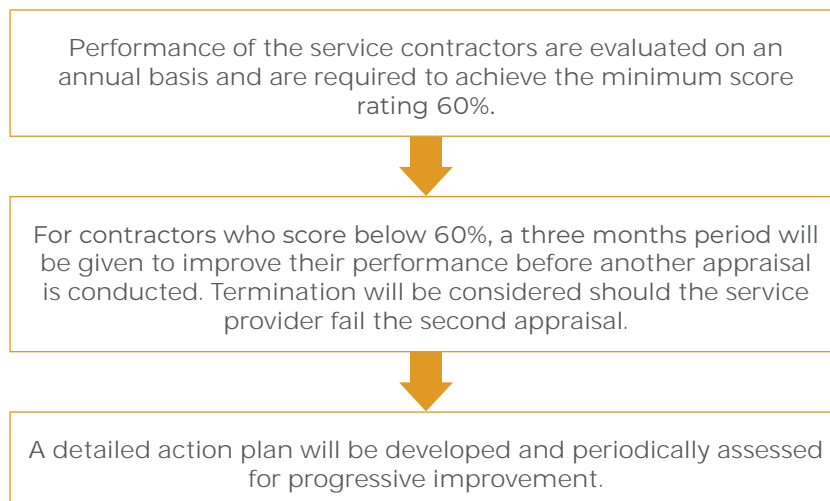 Performance of the service contractors are evaluated on an
annual basis and are required to achieve the minimum score
rating 60%.
For contractors who score below 60%, a three months period will
be given to improve their performance before another appraisal
is conducted. Termination will be considered should the service
provider fail the second appraisal.
A detailed action plan will be developed and periodically assessed
for progressive improvement.